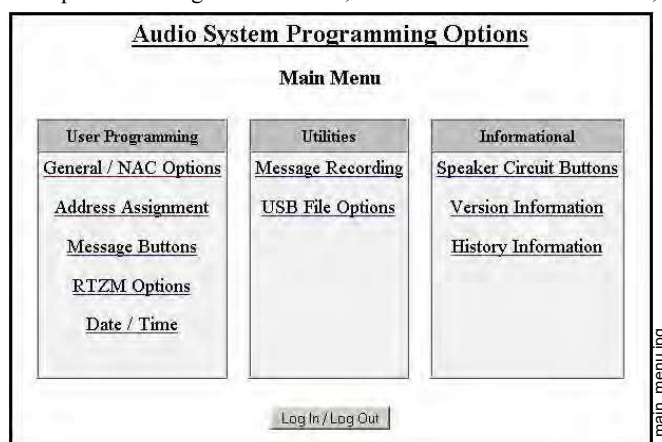 Audio System Programming Options
Main Menu
User Programming
General / NAC Options
Address Assignment
Message Buttons
RTZM Options
Date / Time
Utilities
Message Recording
USB File Options
Informational
Speaker Circuit Buttons
Version Information
History Information
Log In / Log Out
main_menu.jpg